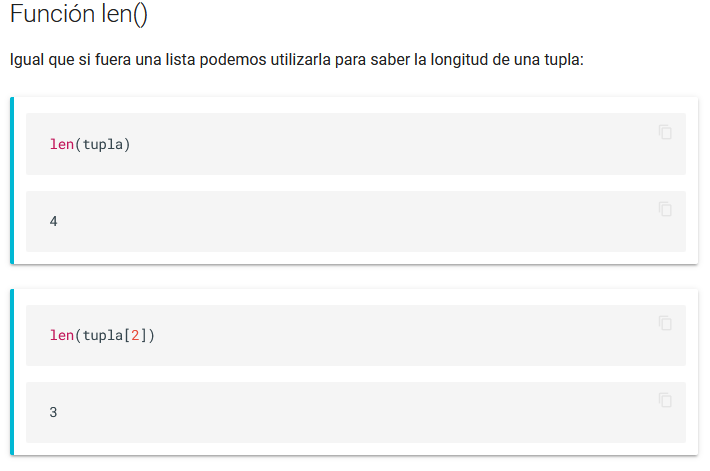 Función len()
Igual que si fuera una lista podemos utilizarla para saber la longitud de una tupla:
len(tupla)
4
len(tupla[2])
3